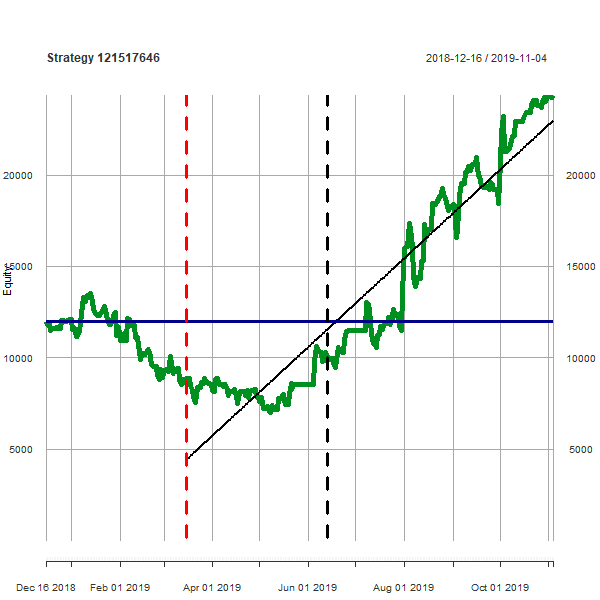 Strategy 121517646 2018-12-16 / 2019-11-04
20000 20000
15000 15000
Equity
10000 10000
5000 5000
Dec 16 2018 Feb 01 2019 Apr 01 2019 Jun 01 2019 Aug 01 2019 Oct 01 2019